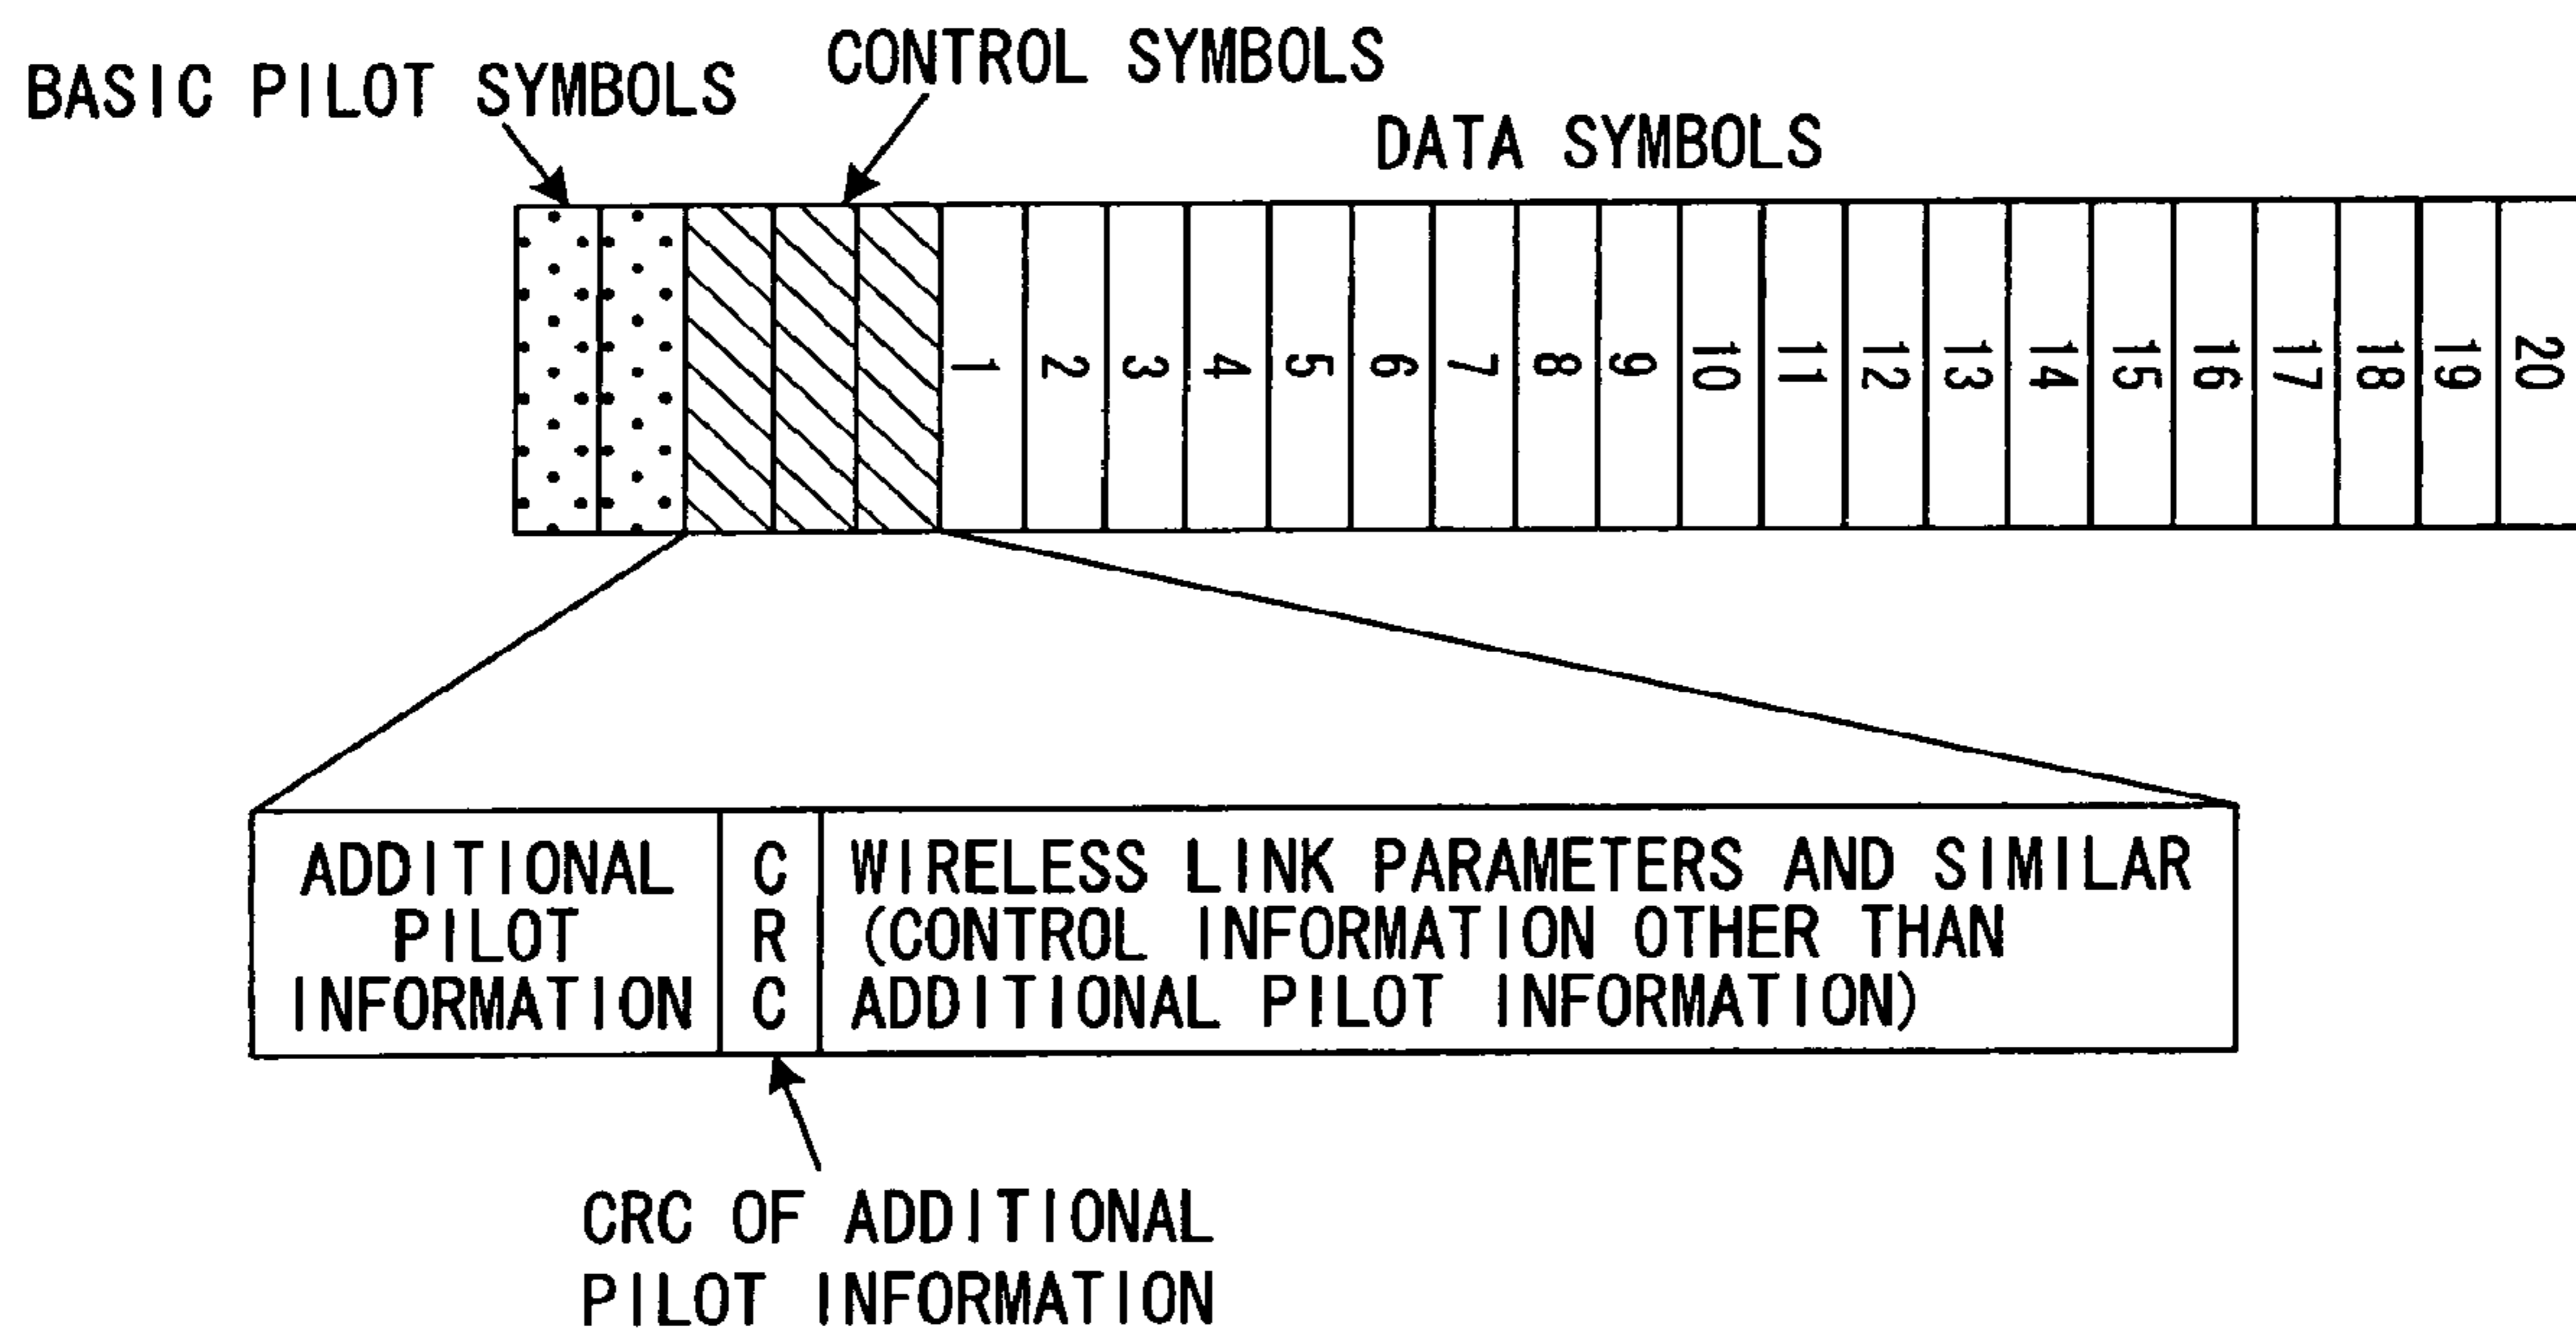 BASIC PILOT SYMBOLS
CONTROL SYMBOLS
DATA SYMBOLS
1 2 3 4 5 6 7 8 9 10 11 12 13 14 15 16 17 18 19 20
ADDITIONAL
PILOT
INFORMATION
C
R
C
WIRELESS LINK PARAMETERS AND SIMILAR
(CONTROL INFORMATION OTHER THAN
ADDITIONAL PILOT INFORMATION)
CRC OF ADDITIONAL
PILOT INFORMATION